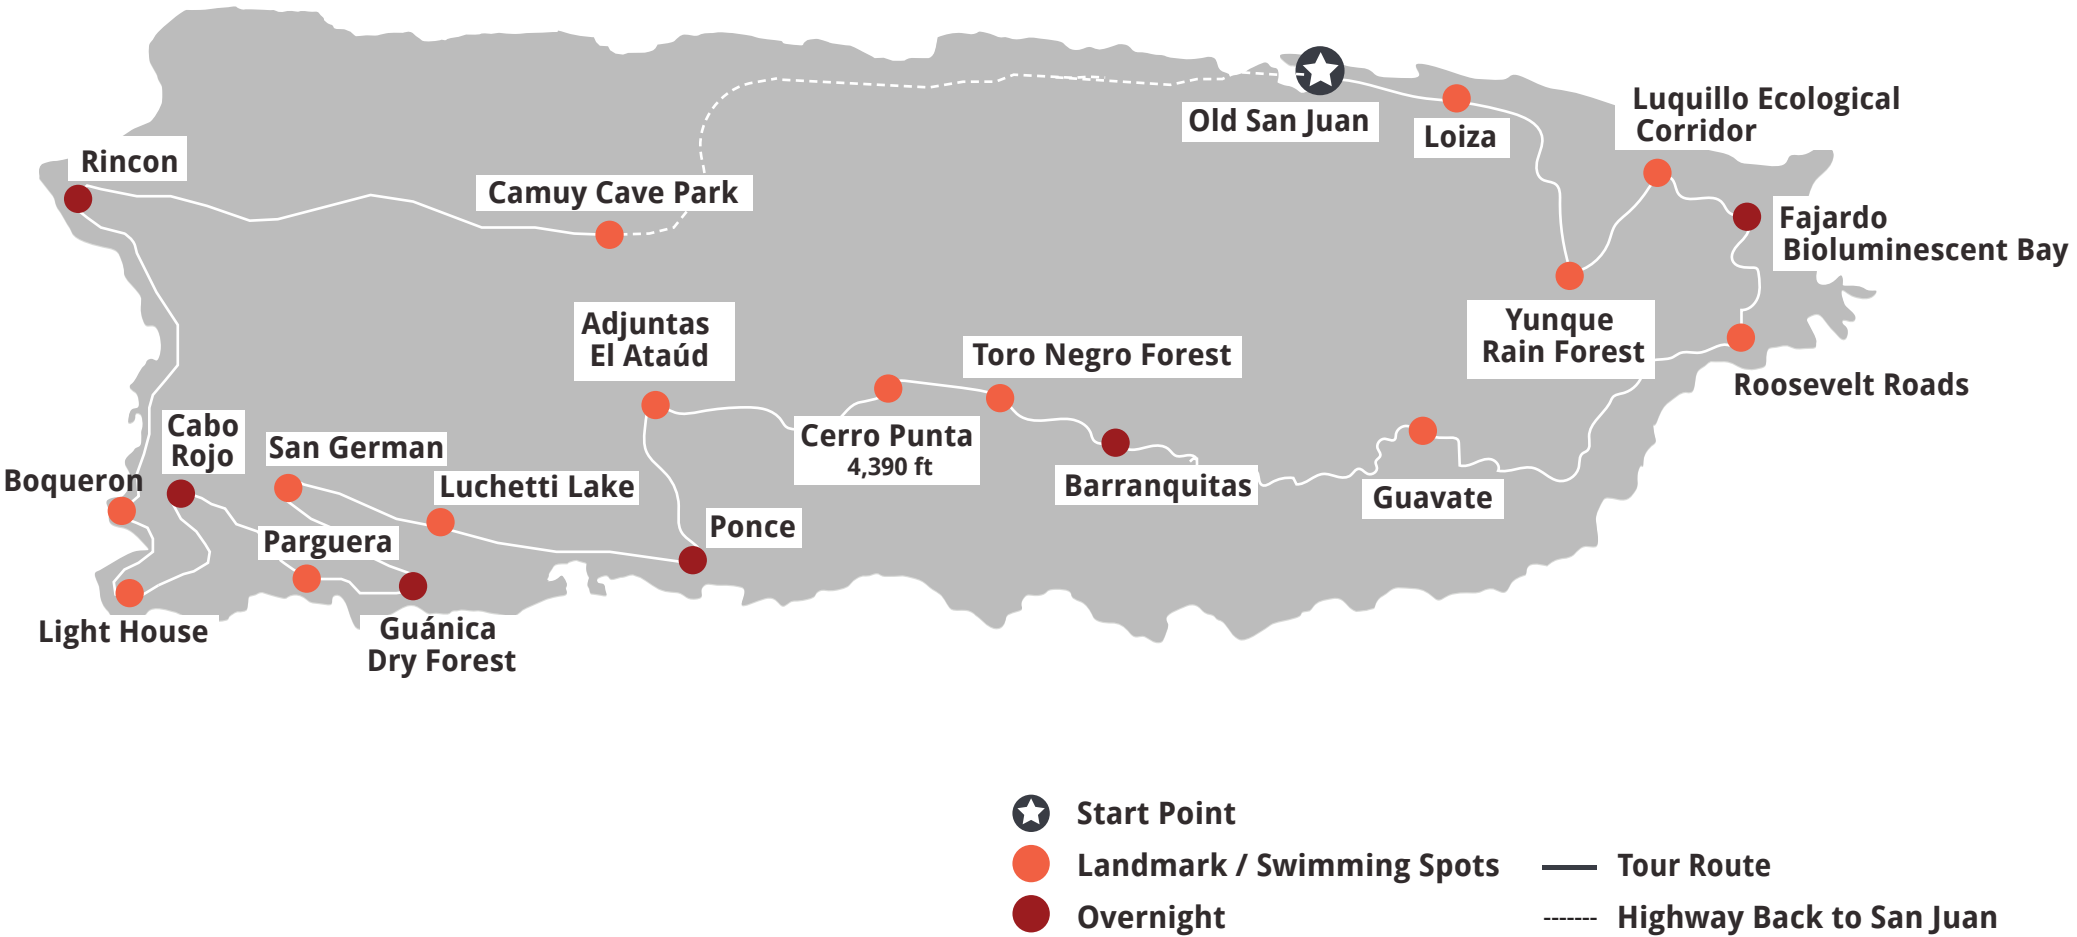 Old San Juan
Loiza
Luquillo Ecological
Corridor
Rincon
Camuy Cave Park
Fajardo
Bioluminescent Bay
Adjuntas
El Ataúd
Toro Negro Forest
Yunque
Rain Forest
Roosevelt Roads
Cabo
Rojo
San German
Cerro Punta
4,390 ft
Boqueron
Luchetti Lake
Barranquitas
Guavate
Parguera
Ponce
Light House
Guánica
Dry Forest
Start Point
Landmark / Swimming Spots
Tour Route
Overnight
Highway Back to San Juan